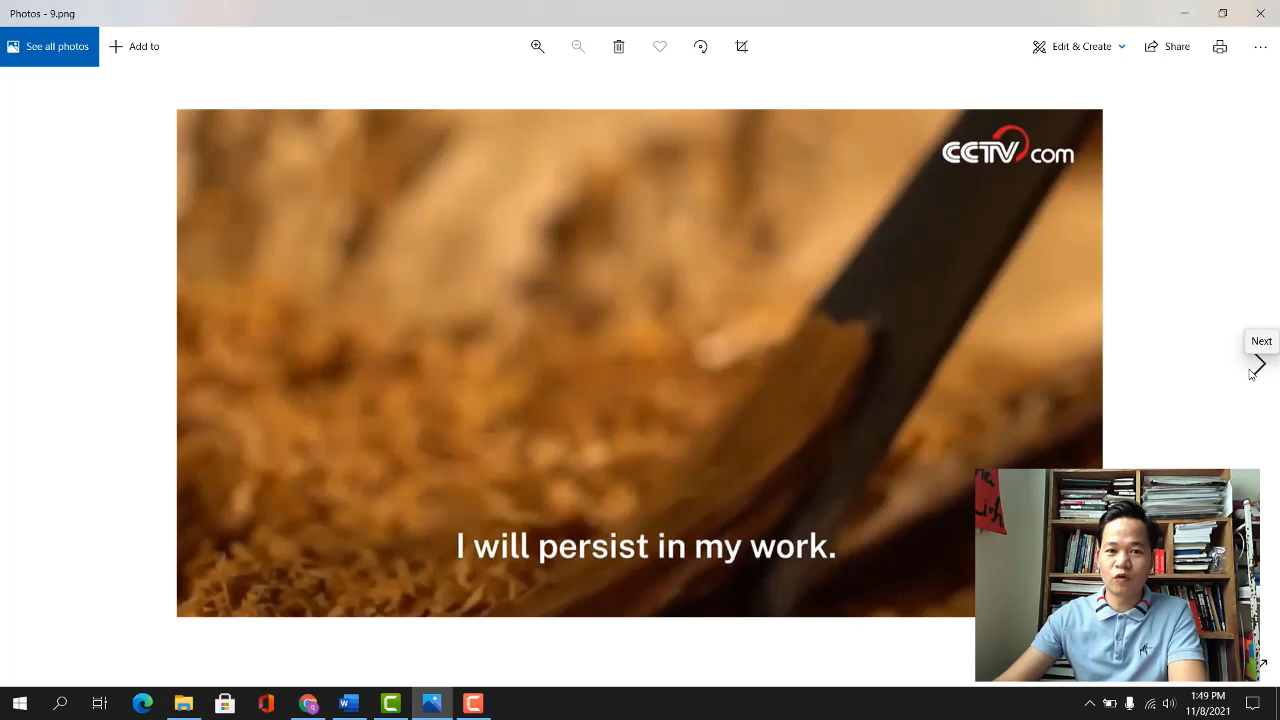 Photos - 9.png
See all photos
Add to
Edit & Create
Share
CCTV com
Next
I will persist in my work.
11:49 PM
11/8/2021